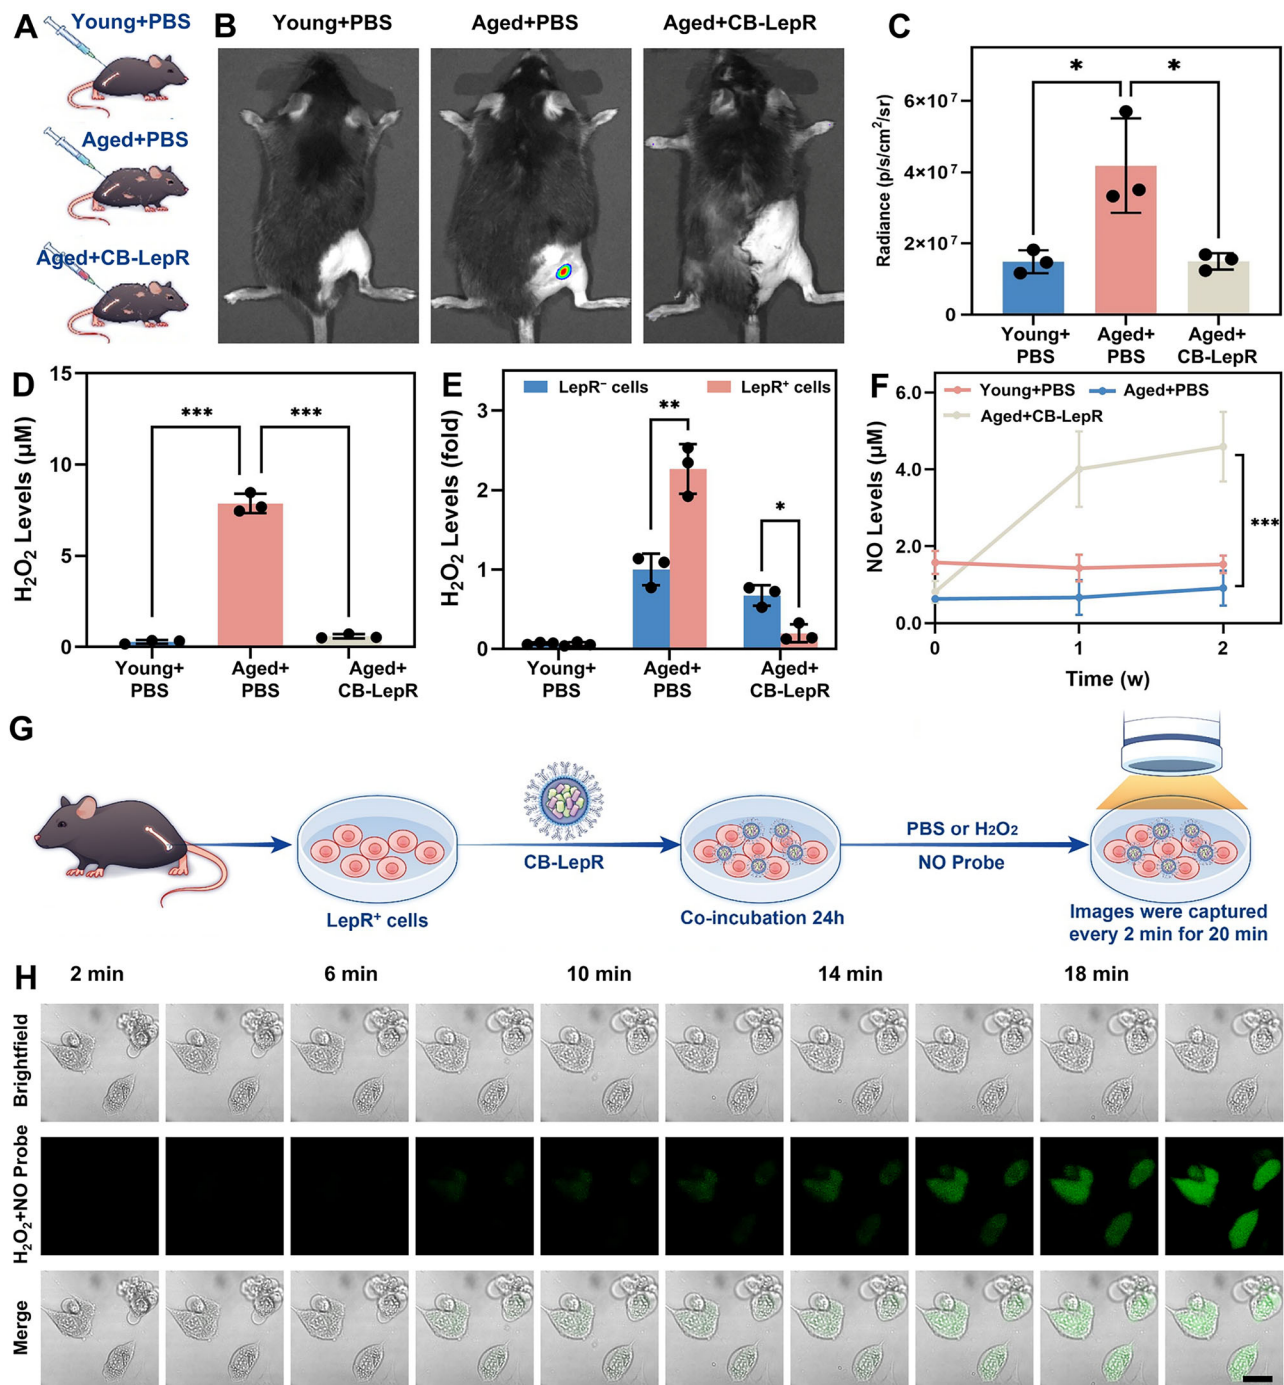 A
Young+PBS
Aged+PBS
Aged+CB-LepR
B
Young+PBS
Aged+PBS
Aged+CB-LepR
C
Radiance (p/s/cm²/sr)
6×10⁷
4×10⁷
2×10⁷
0
*
*
Young+
PBS
Aged+
PBS
Aged+
CB-LepR
D
H₂O₂ Levels (μM)
15
10
5
0
***
***
Young+
PBS
Aged+
PBS
Aged+
CB-LepR
E
H₂O₂ Levels (fold)
LepR⁻ cells
LepR⁺ cells
3
2
1
0
**
*
Young+
PBS
Aged+
PBS
Aged+
CB-LepR
F
NO Levels (μM)
Young+PBS
Aged+PBS
Aged+CB-LepR
6.0
4.0
2.0
0.0
***
0
1
2
Time (w)
G
LepR⁺ cells
CB-LepR
Co-incubation 24h
PBS or H₂O₂
NO Probe
Images were captured
every 2 min for 20 min
H
2 min
6 min
10 min
14 min
18 min
Brightfield
H₂O₂+NO Probe
Merge